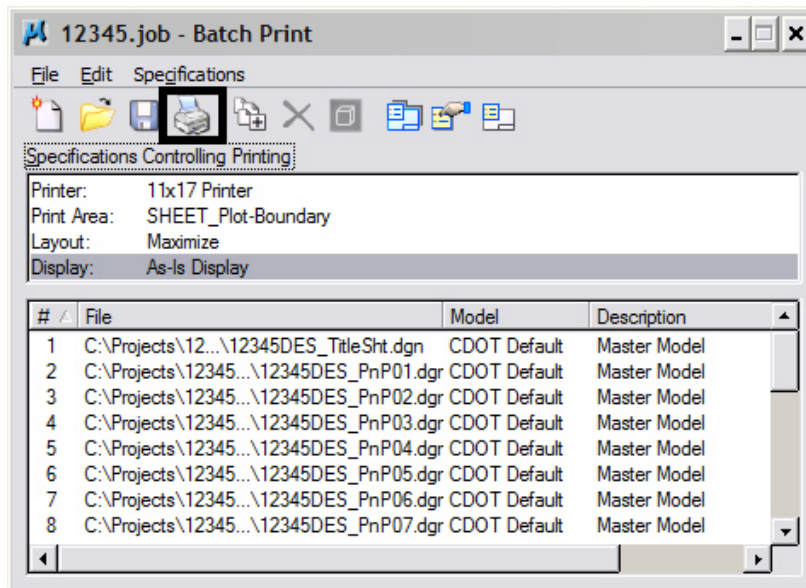 12345.job - Batch Print
File Edit Specifications
Specifications Controlling Printing
Printer: 11x17 Printer
Print Area: SHEET_Plot-Boundary
Layout: Maximize
Display: As-Is Display
# File Model Description
1 C:\Projects\12...\12345DES_TitleSht.dgn CDOT Default Master Model
2 C:\Projects\12345...\12345DES_PnP01.dgr CDOT Default Master Model
3 C:\Projects\12345...\12345DES_PnP02.dgr CDOT Default Master Model
4 C:\Projects\12345...\12345DES_PnP03.dgr CDOT Default Master Model
5 C:\Projects\12345...\12345DES_PnP04.dgr CDOT Default Master Model
6 C:\Projects\12345...\12345DES_PnP05.dgr CDOT Default Master Model
7 C:\Projects\12345...\12345DES_PnP06.dgr CDOT Default Master Model
8 C:\Projects\12345...\12345DES_PnP07.dgr CDOT Default Master Model